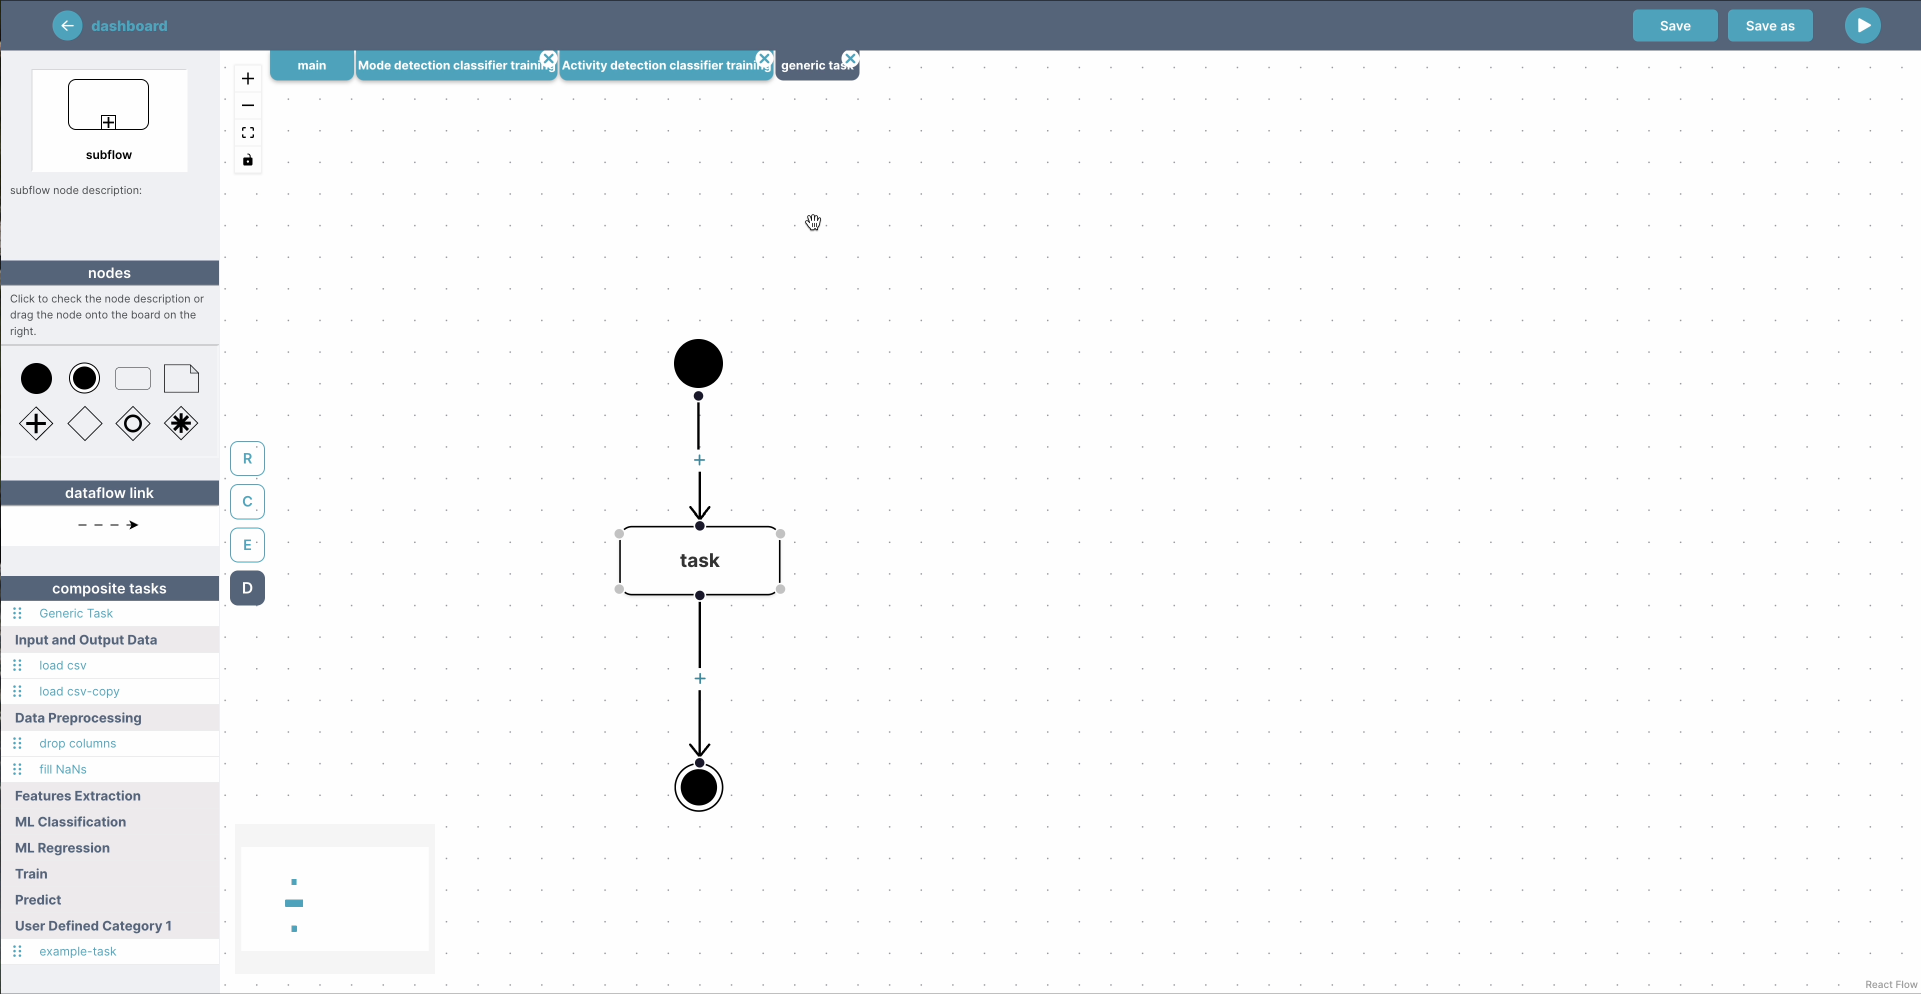 dashboard
Save
Save as
main
Mode detection classifier training
Activity detection classifier training
generic task
subflow
subflow node description:
nodes
Click to check the node description or
drag the node onto the board on the
right.
R
C
E
D
dataflow link
composite tasks
Generic Task
Input and Output Data
load csv
load csv-copy
Data Preprocessing
drop columns
fill NaNs
Features Extraction
ML Classification
ML Regression
Train
Predict
User Defined Category 1
example-task
task
React Flow